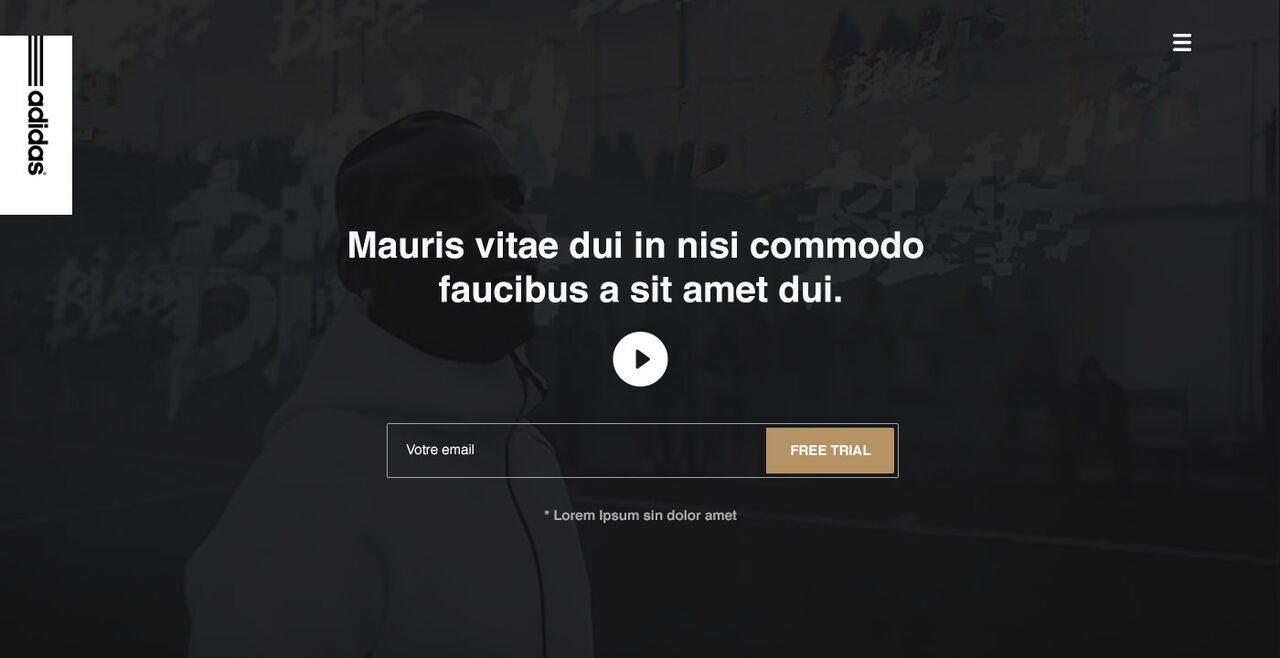 adidas
Mauris vitae dui in nisi commodo
faucibus a sit amet dui.
Votre email
FREE TRIAL
* Lorem Ipsum sin dolor amet